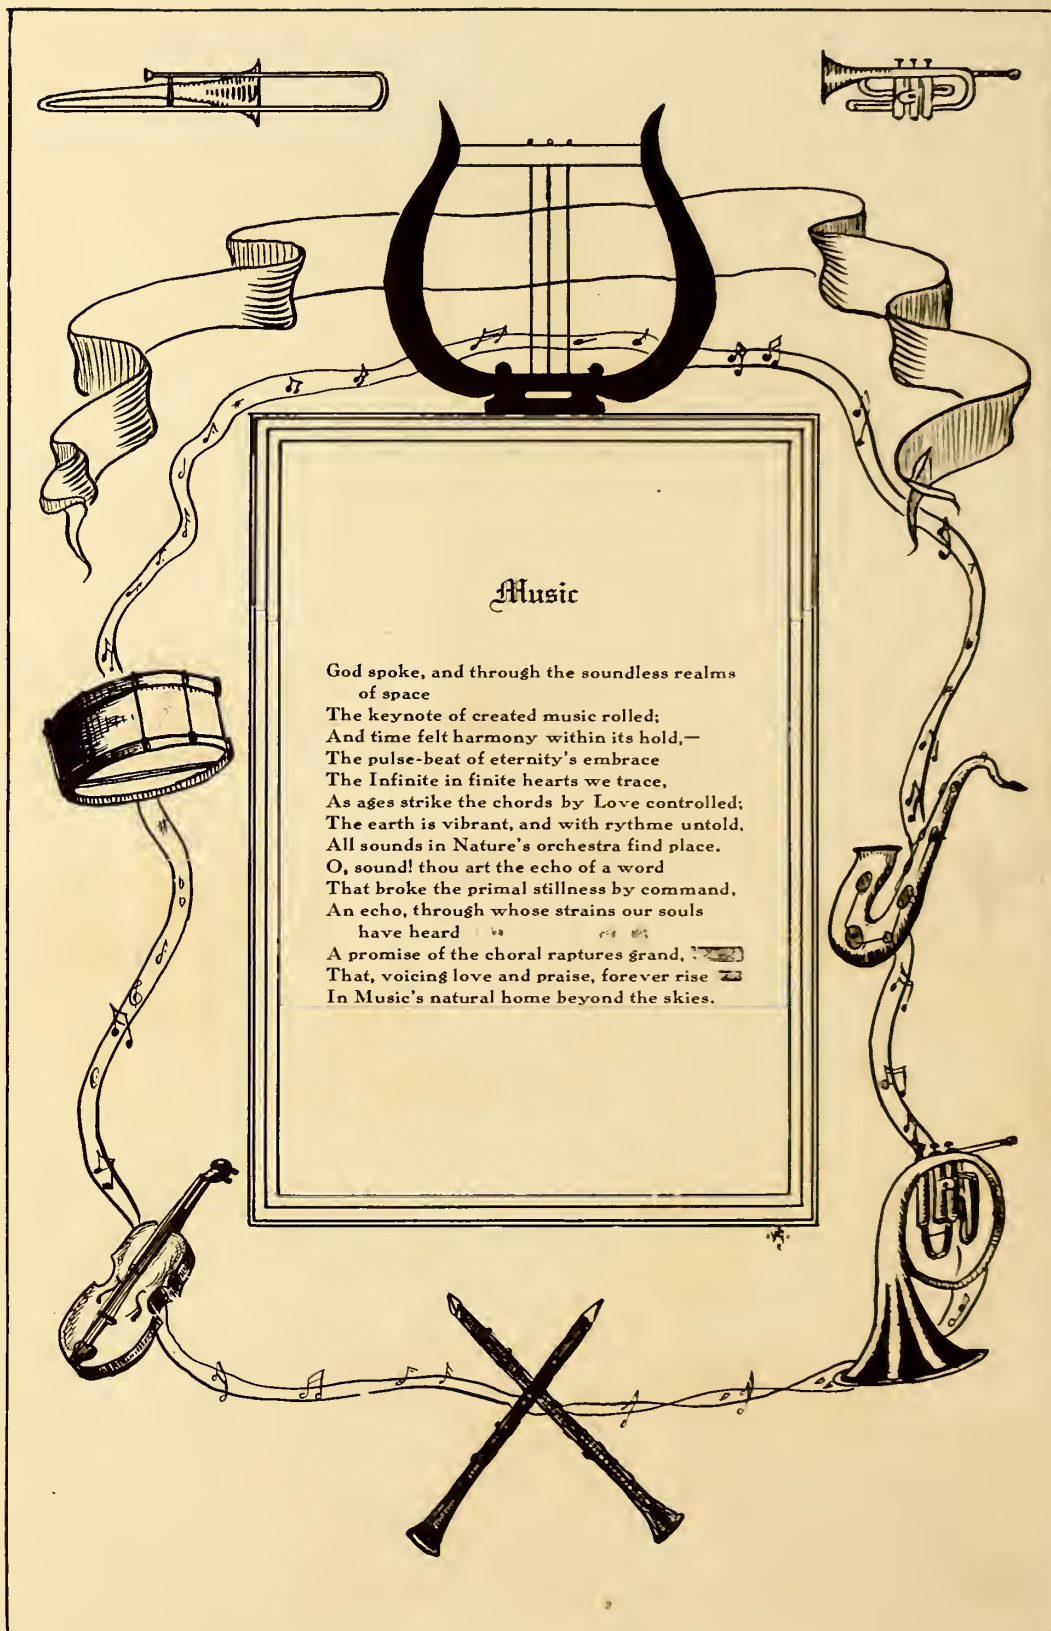 Music
God spoke, and through the soundless realms
of space
The keynote of created music rolled;
And time felt harmony within its hold,—
The pulse-beat of eternity's embrace
The Infinite in finite hearts we trace,
As ages strike the chords by Love controlled;
The earth is vibrant, and with rythme untold,
All sounds in Nature's orchestra find place.
O, sound! thou art the echo of a word
That broke the primal stillness by command,
An echo, through whose strains our souls
have heard
A promise of the choral raptures grand,
That, voicing love and praise, forever rise
In Music's natural home beyond the skies.